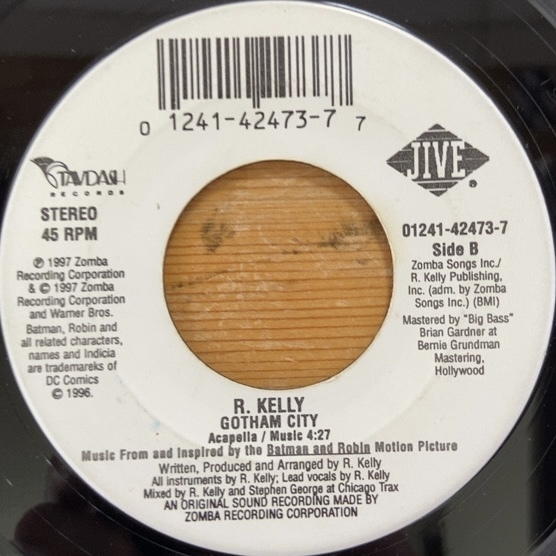 0 1241-42473-7 7
TAVDASH
RECORDS
STEREO
45 RPM
℗ 1997 Zomba
Recording Corporation
& © 1997 Zomba
Recording Corporation
and Warner Bros.
Batman, Robin and
all related characters,
names and Indicia
are trademareks of
DC Comics
© 1996.
JIVE®
01241-42473-7
Side B
Zomba Songs Inc./
R. Kelly Publishing,
Inc. (adm. by Zomba
Songs Inc.) (BMI)
Mastered by "Big Bass"
Brian Gardner at
Bernie Grundman
Mastering,
Hollywood
R. KELLY
GOTHAM CITY
Acapella / Music 4:27
Music From and Inspired by the Batman and Robin Motion Picture
Written, Produced and Arranged by R. Kelly
All instruments by R. Kelly; Lead vocals by R. Kelly
Mixed by R. Kelly and Stephen George at Chicago Trax
AN ORIGINAL SOUND RECORDING MADE BY
ZOMBA RECORDING CORPORATION